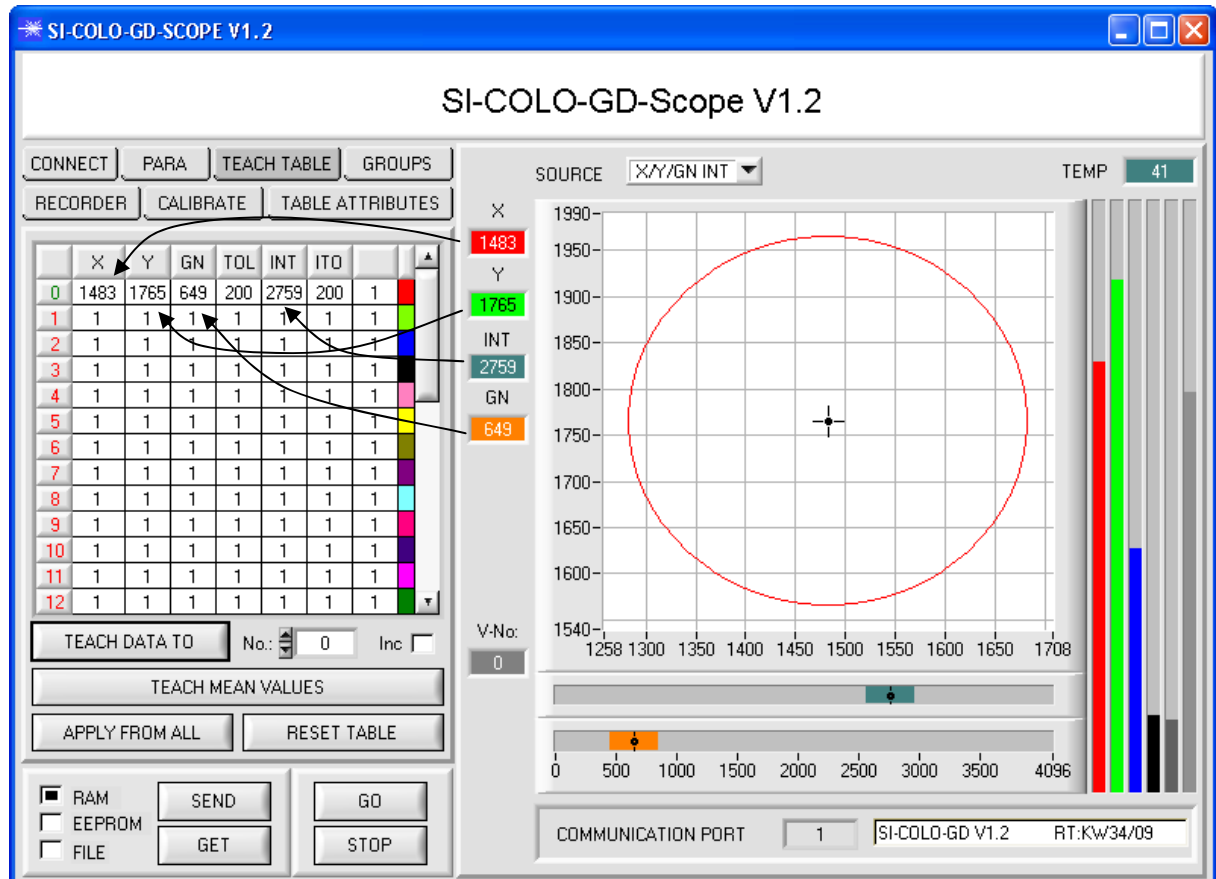 SI-COLO-GD-SCOPE V1.2
SI-COLO-GD-Scope V1.2
CONNECT PARA TEACH TABLE GROUPS
RECORDER CALIBRATE TABLE ATTRIBUTES
X Y GN TOL INT ITO
0 1483 1765 649 200 2759 200 1
1 1 1 1 1 1 1 1
2 1 1 1 1 1 1 1
3 1 1 1 1 1 1 1
4 1 1 1 1 1 1 1
5 1 1 1 1 1 1 1
6 1 1 1 1 1 1 1
7 1 1 1 1 1 1 1
8 1 1 1 1 1 1 1
9 1 1 1 1 1 1 1
10 1 1 1 1 1 1 1
11 1 1 1 1 1 1 1
12 1 1 1 1 1 1 1
TEACH DATA TO No.: 0 Inc
TEACH MEAN VALUES
APPLY FROM ALL RESET TABLE
RAM SEND GO
EEPROM
FILE GET STOP
SOURCE X/Y/GN INT TEMP 41
X
1483
Y
1765
INT
2759
GN
649
V-No:
0
1990
1950
1900
1850
1800
1750
1700
1650
1600
1540
1258 1300 1350 1400 1450 1500 1550 1600 1650 1708
0 500 1000 1500 2000 2500 3000 3500 4096
COMMUNICATION PORT 1 SI-COLO-GD V1.2 RT:KW34/09